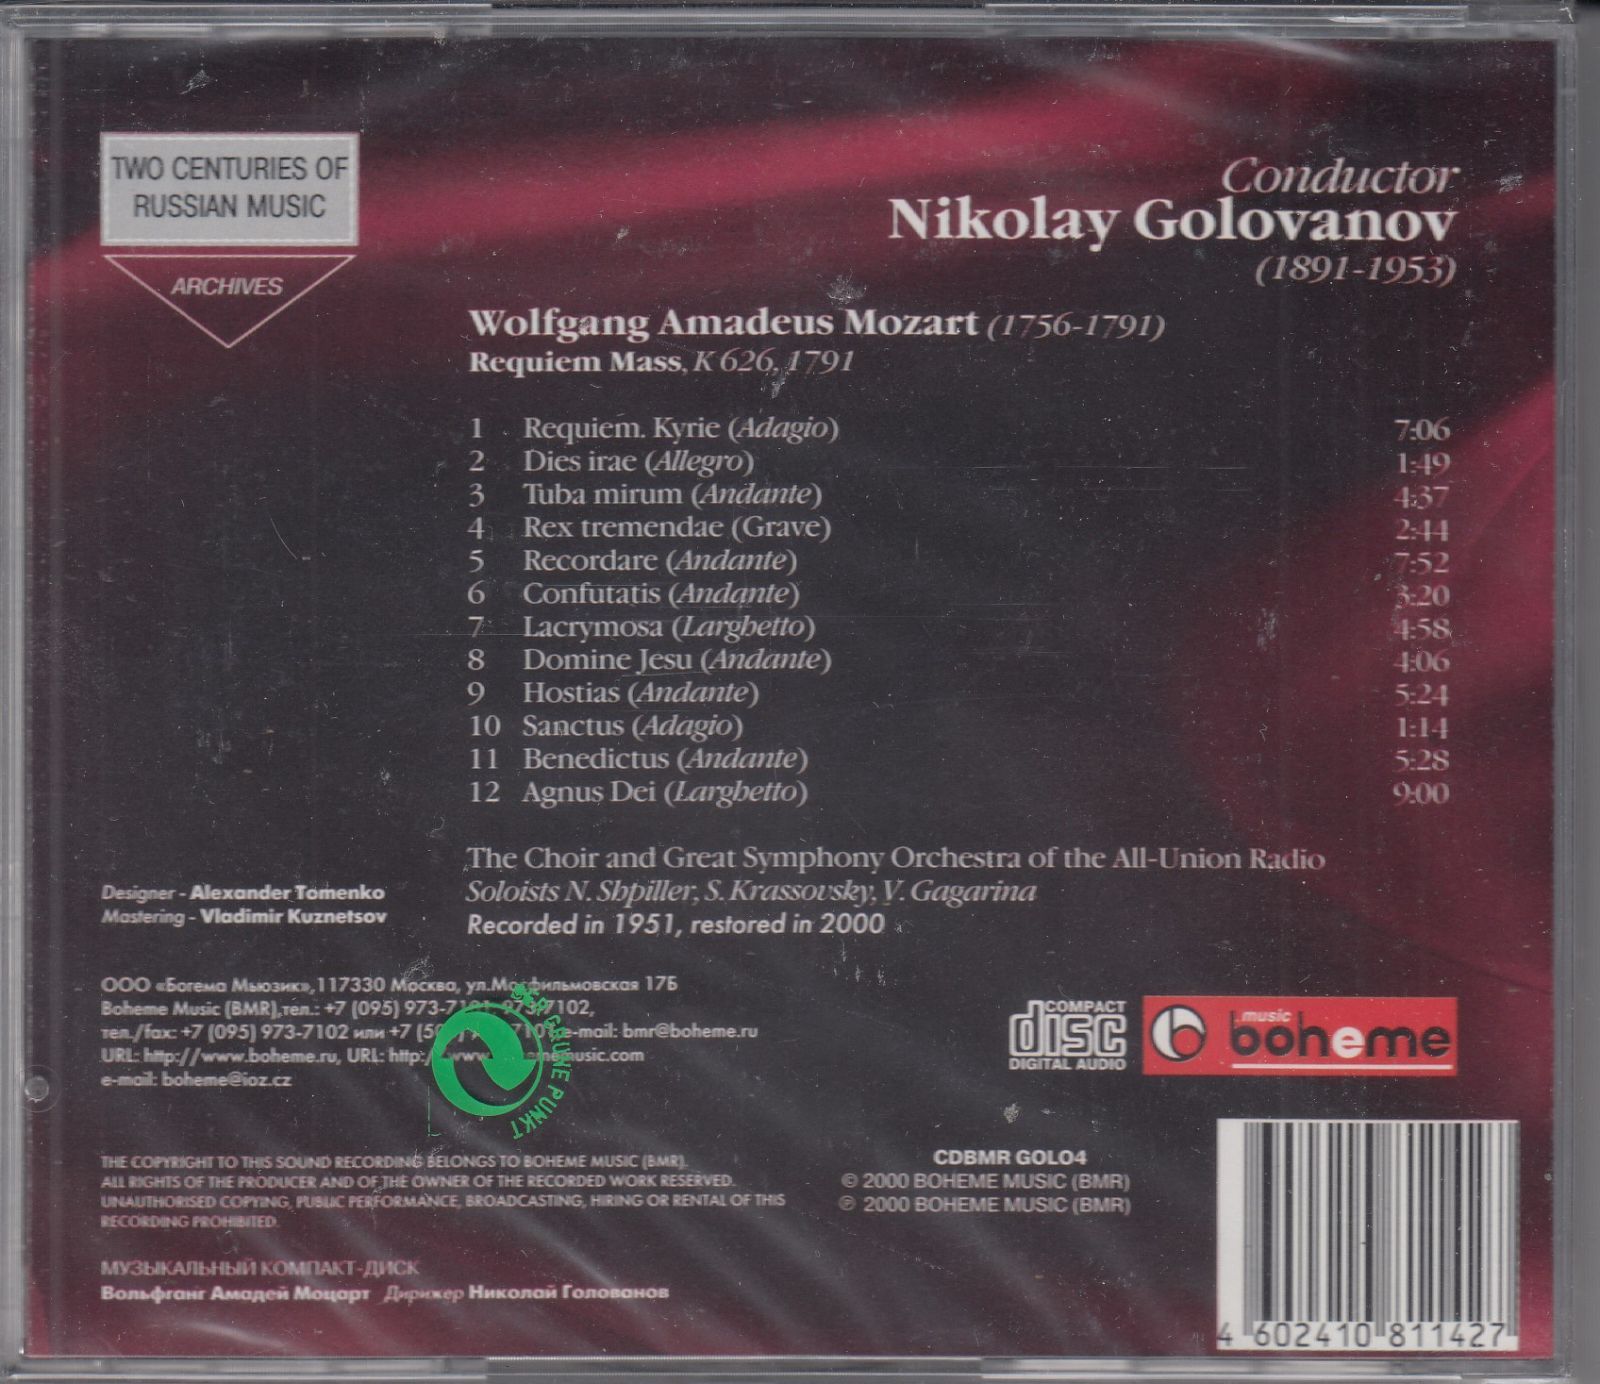 TWO CENTURIES OF
RUSSIAN MUSIC
ARCHIVES
Conductor
Nikolay Golovanov
(1891-1953)
Wolfgang Amadeus Mozart (1756-1791)
Requiem Mass, K 626, 1791
1 Requiem. Kyrie (Adagio) 7:06
2 Dies irae (Allegro) 1:49
3 Tuba mirum (Andante) 4:37
4 Rex tremendae (Grave) 2:44
5 Recordare (Andante) 7:52
6 Confutatis (Andante) 3:20
7 Lacrymosa (Larghetto) 4:58
8 Domine Jesu (Andante) 4:06
9 Hostias (Andante) 5:24
10 Sanctus (Adagio) 1:14
11 Benedictus (Andante) 5:28
12 Agnus Dei (Larghetto) 9:00
The Choir and Great Symphony Orchestra of the All-Union Radio
Soloists N. Shpiller, S. Krassovsky, V. Gagarina
Recorded in 1951, restored in 2000
Designer - Alexander Tomenko
Mastering - Vladimir Kuznetsov
ООО «Богема Мьюзик», 117330 Москва, ул. 17Б
Boheme Music (BMR), тел.: +7 (095)
тел./fax: +7 (095) 973-7102 или +7 e-mail: bmr@boheme.ru
URL: http://www.boheme.ru, URL:
e-mail: boheme@ioz.cz
DER GRÜNE PUNKT
COMPACT
disc
DIGITAL AUDIO
b
music
boheme
THE COPYRIGHT TO THIS SOUND RECORDING BELONGS TO BOHEME MUSIC (BMR).
ALL RIGHTS OF THE PRODUCER AND OF THE OWNER OF THE RECORDED WORK RESERVED.
UNAUTHORISED COPYING, PUBLIC PERFORMANCE, BROADCASTING, HIRING OR RENTAL OF THIS
RECORDING PROHIBITED.
CDBMR GOLO4
© 2000 BOHEME MUSIC (BMR)
℗ 2000 BOHEME MUSIC (BMR)
МУЗЫКАЛЬНЫЙ КОМПАКТ-ДИСК
Вольфганг Амадей Моцарт Дирижер Николай Голованов
4 602410 811427